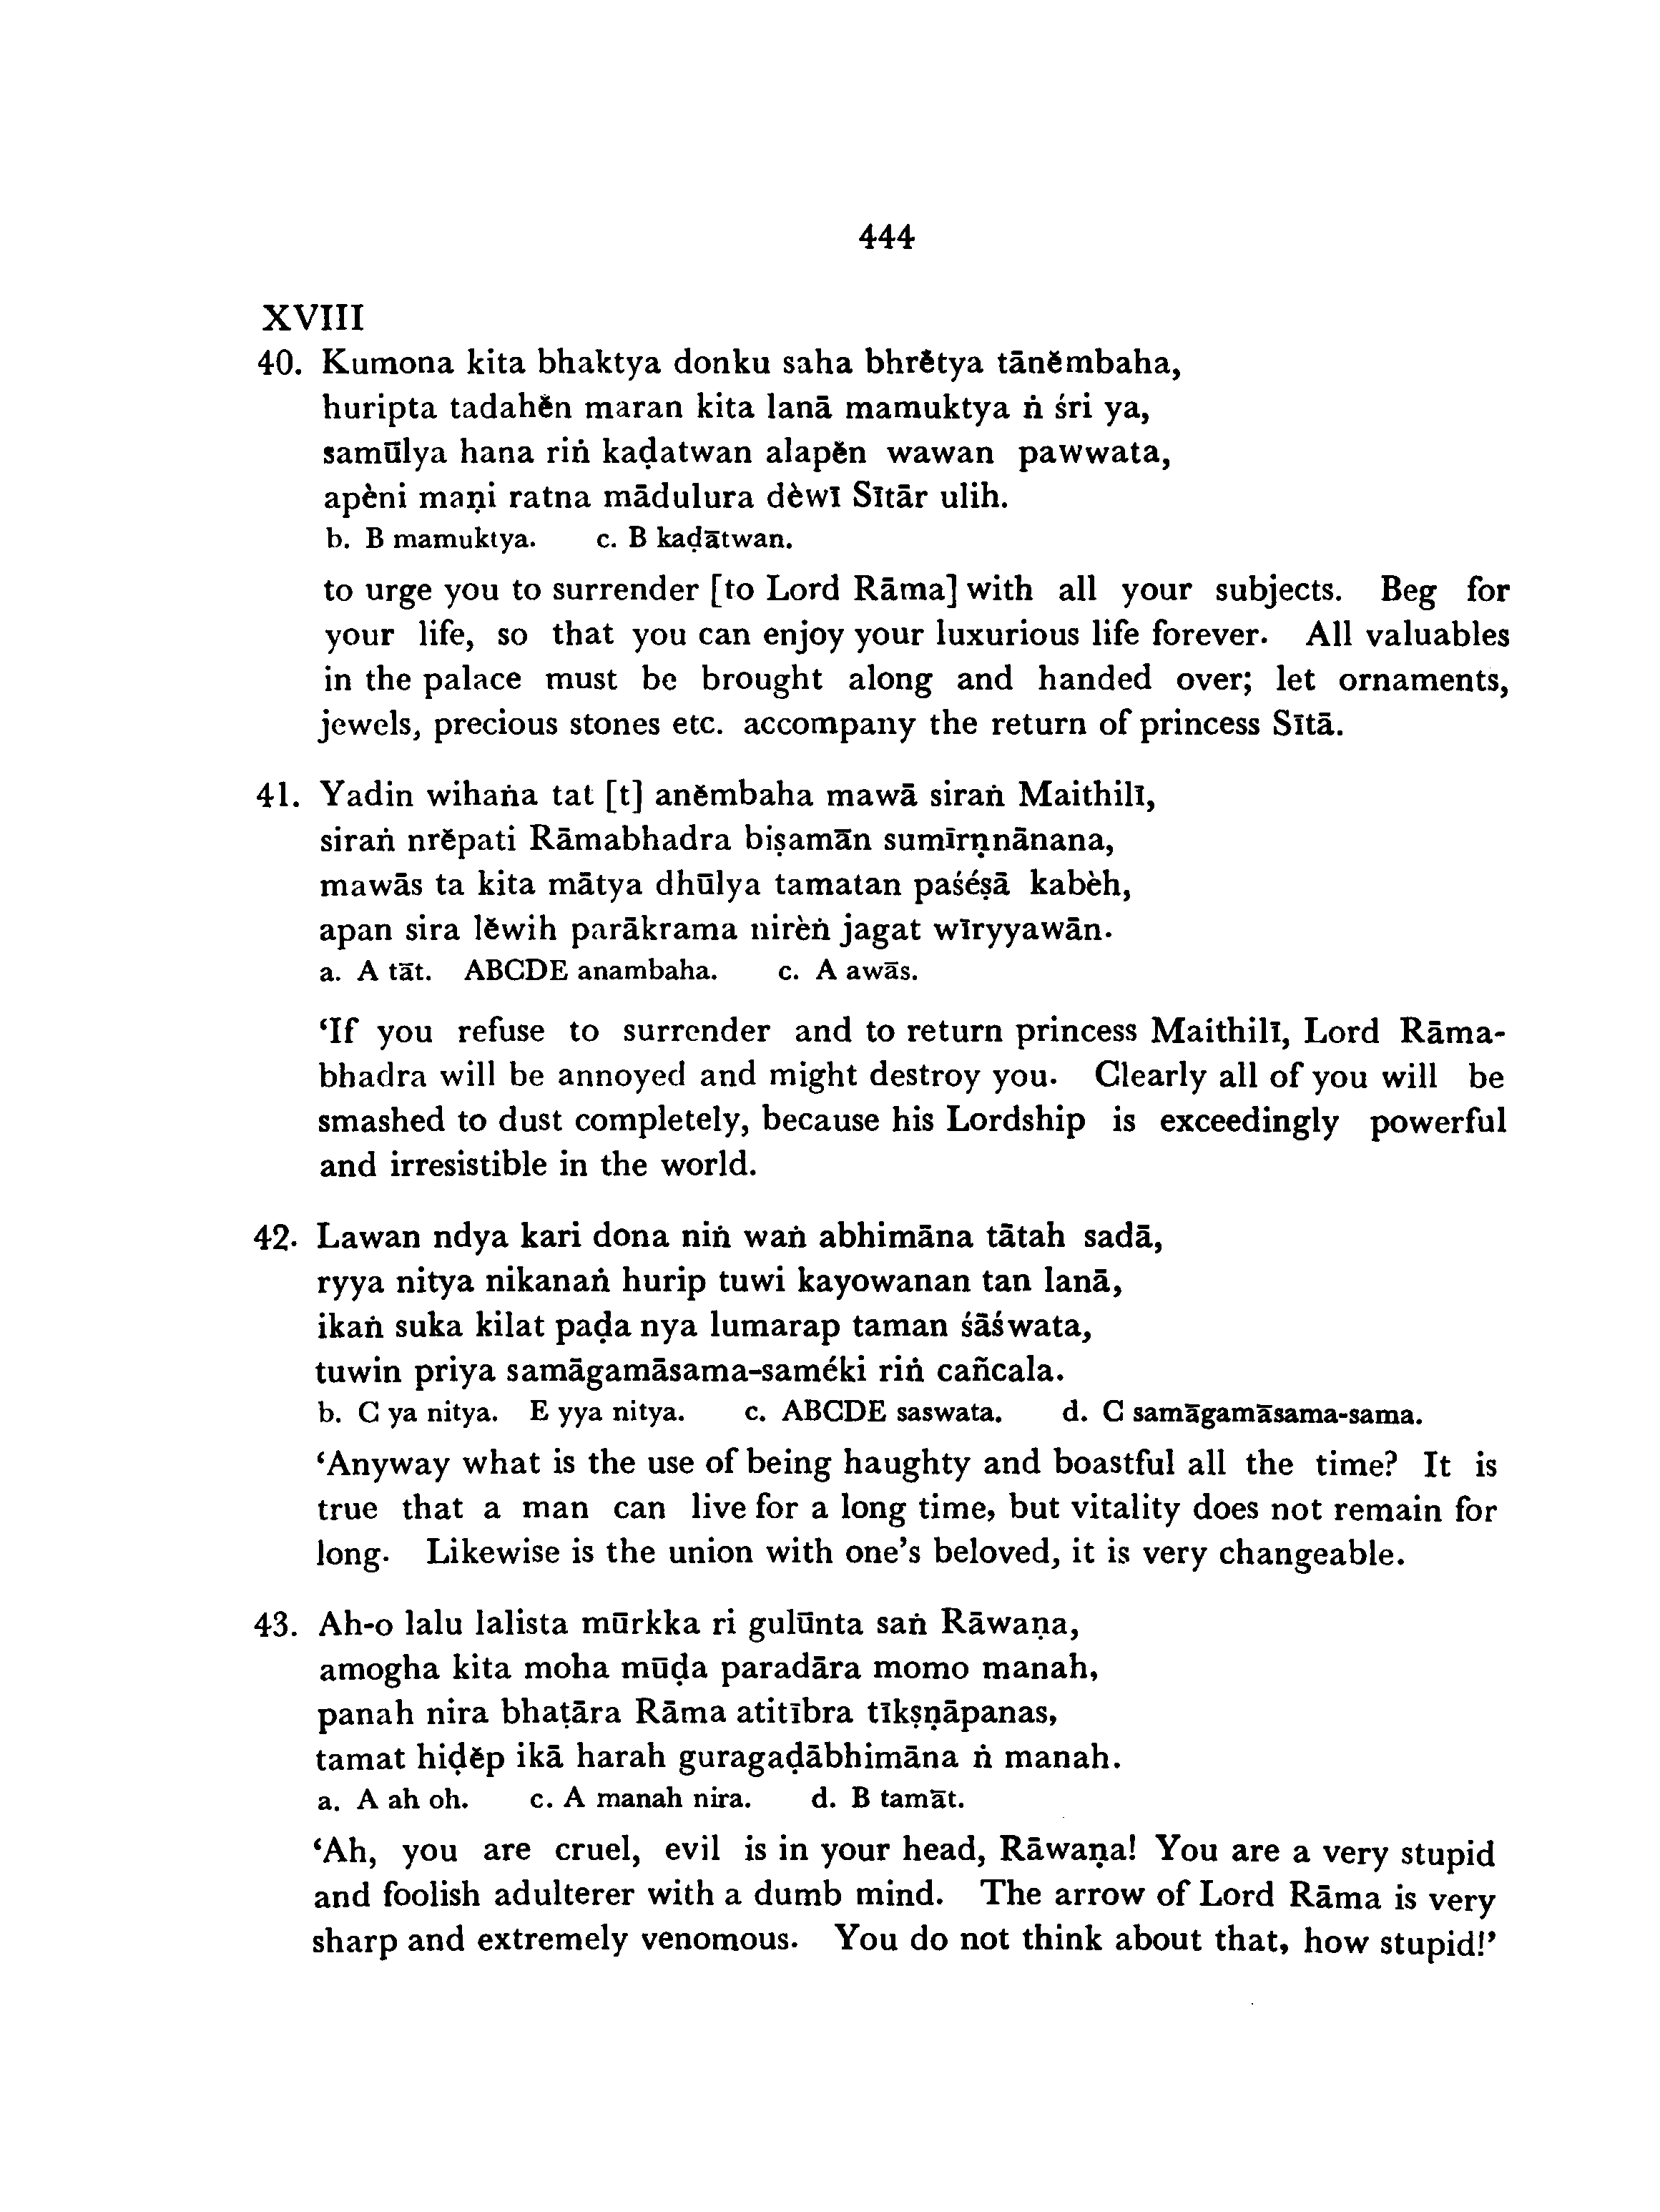 444
XVIII
40. Kumona kita bhaktya donku saha bhrĕtya tānĕmbaha,
huripta tadahĕn maran kita lanā mamuktya ṅ śri ya,
samūlya hana riṅ kaḍatwan alapĕn wawan pawwata,
apèni maṇi ratna mādulura dèwī Sītār ulih.
b. B mamuktya. c. B kaḍātwan.
to urge you to surrender [to Lord Rāma] with all your subjects. Beg for
your life, so that you can enjoy your luxurious life forever. All valuables
in the palace must be brought along and handed over; let ornaments,
jewels, precious stones etc. accompany the return of princess Sītā.
41. Yadin wihaṅa tat [t] anĕmbaha mawā siraṅ Maithilī,
siraṅ nrĕpati Rāmabhadra biṣamān sumīrṇnānana,
mawās ta kita mātya dhūlya tamatan paśéṣā kabèh,
apan sira lĕwih parākrama nirèṅ jagat wīryyawān.
a. A tāt. ABCDE anambaha. c. A awās.
‘If you refuse to surrender and to return princess Maithilī, Lord Rāma-
bhadra will be annoyed and might destroy you. Clearly all of you will be
smashed to dust completely, because his Lordship is exceedingly powerful
and irresistible in the world.
42. Lawan ndya kari dona niṅ waṅ abhimāna tātah sadā,
ryya nitya nikanaṅ hurip tuwi kayowanan tan lanā,
ikaṅ suka kilat paḍa nya lumarap taman śāśwata,
tuwin priya samāgamāsama-saméki riṅ cañcala.
b. C ya nitya. E yya nitya. c. ABCDE saswata. d. C samāgamāsama-sama.
‘Anyway what is the use of being haughty and boastful all the time? It is
true that a man can live for a long time, but vitality does not remain for
long. Likewise is the union with one’s beloved, it is very changeable.
43. Ah-o lalu lalista mūrkka ri gulūnta saṅ Rāwaṇa,
amogha kita moha mūḍa paradāra momo manah,
panah nira bhaṭāra Rāma atitībra tīkṣṇāpanas,
tamat hiḍĕp ikā harah guragaḍābhimāna ṅ manah.
a. A ah oh. c. A manah nira. d. B tamāt.
‘Ah, you are cruel, evil is in your head, Rāwaṇa! You are a very stupid
and foolish adulterer with a dumb mind. The arrow of Lord Rāma is very
sharp and extremely venomous. You do not think about that, how stupid!’